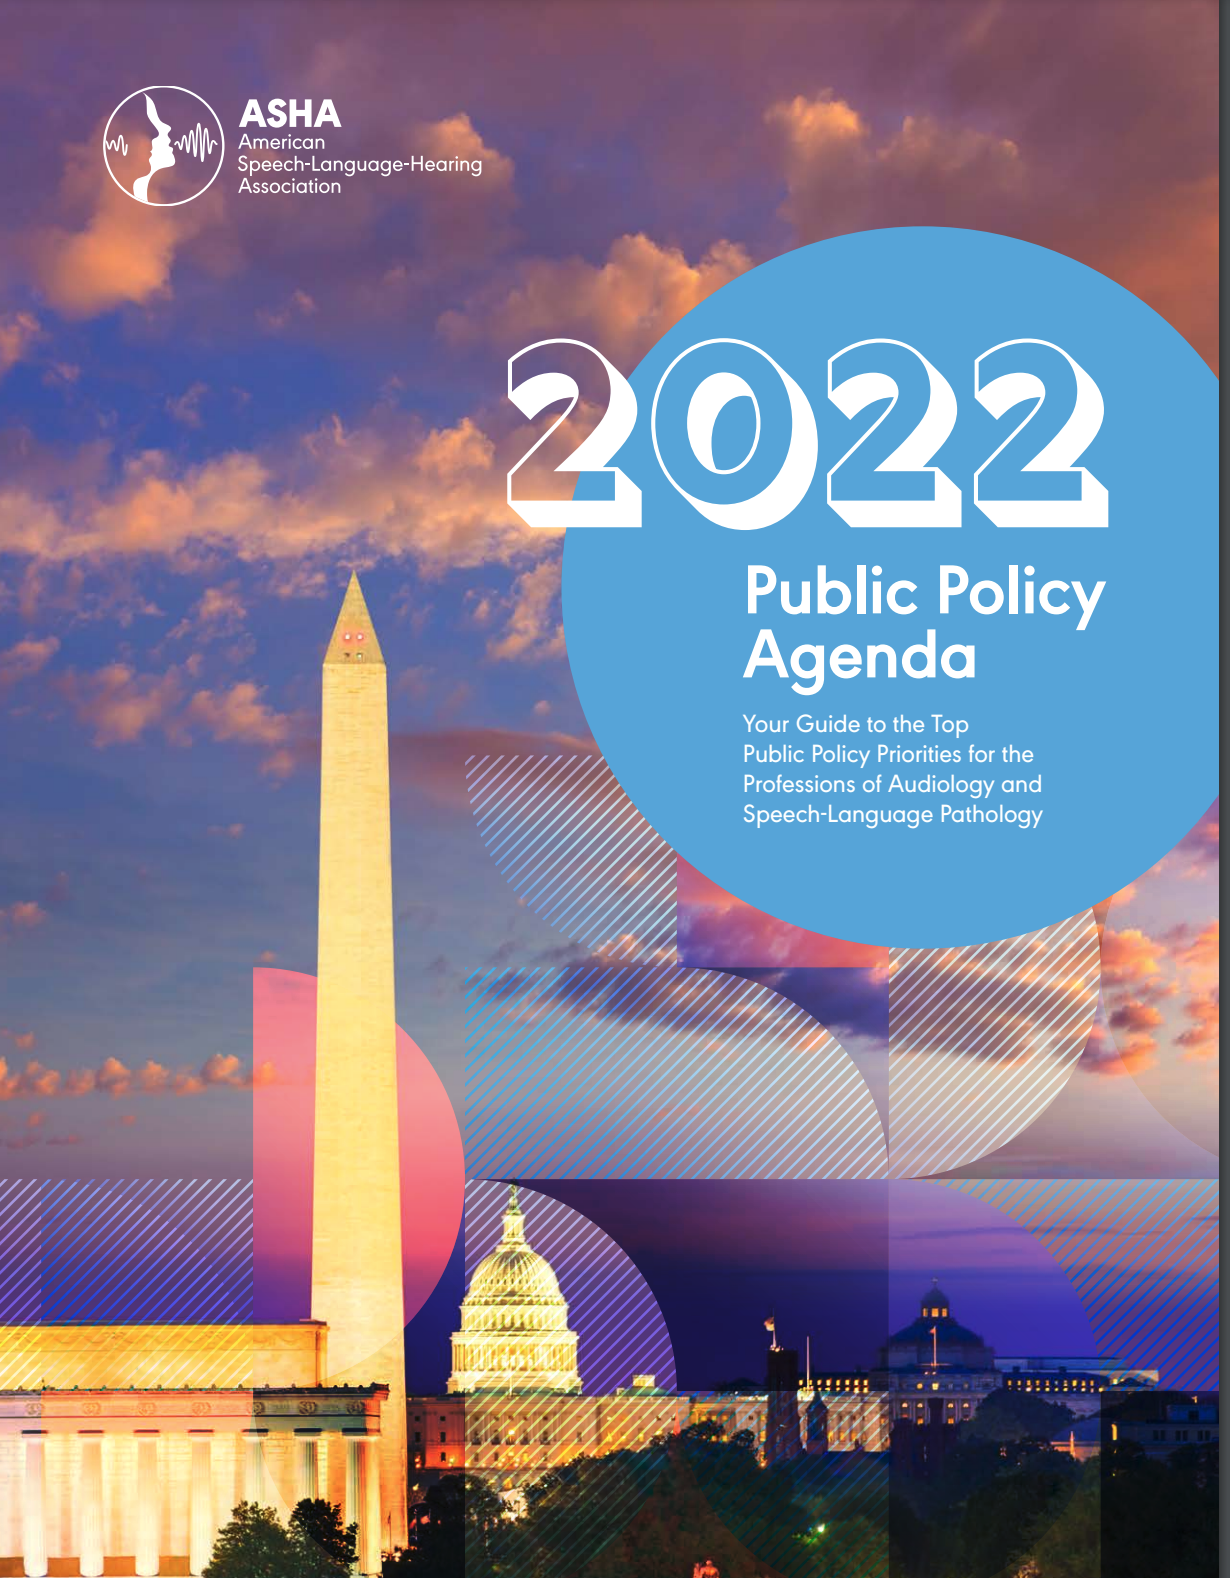 ASHA
American
Speech-Language-Hearing
Association
2022
Public Policy
Agenda
Your Guide to the Top
Public Policy Priorities for the
Professions of Audiology and
Speech-Language Pathology